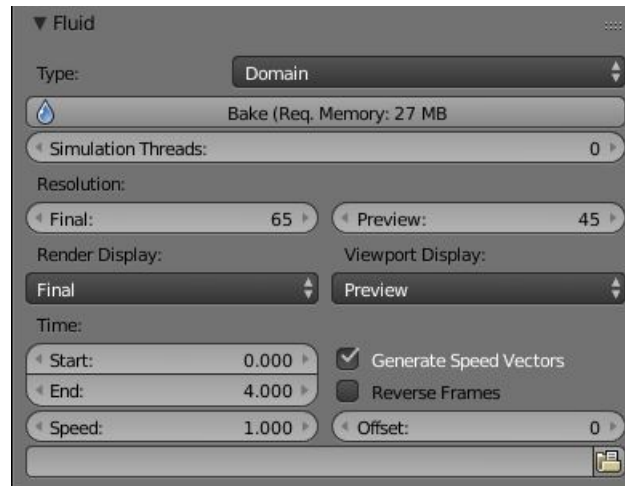 Fluid
Type: Domain
Bake (Req. Memory: 27 MB
Simulation Threads: 0
Resolution:
Final: 65 Preview: 45
Render Display: Viewport Display:
Final Preview
Time:
Start: 0.000 Generate Speed Vectors
End: 4.000 Reverse Frames
Speed: 1.000 Offset: 0